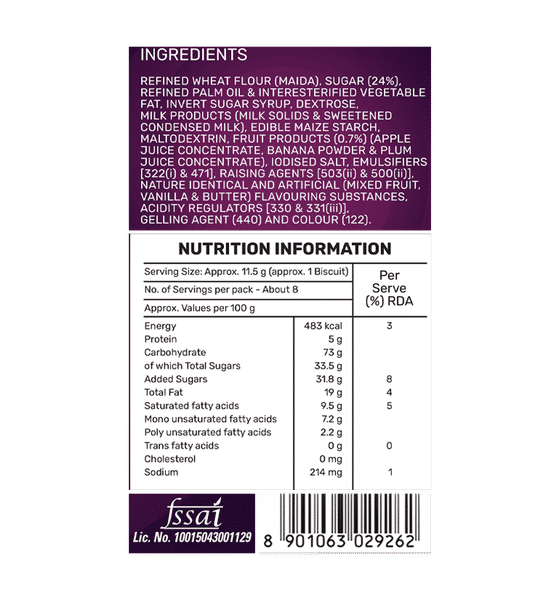 INGREDIENTS
REFINED WHEAT FLOUR (MAIDA), SUGAR (24%),
REFINED PALM OIL & INTERESTERIFIED VEGETABLE
FAT, INVERT SUGAR SYRUP, DEXTROSE,
MILK PRODUCTS (MILK SOLIDS & SWEETENED
CONDENSED MILK), EDIBLE MAIZE STARCH,
MALTODEXTRIN, FRUIT PRODUCTS (0.7%) (APPLE
JUICE CONCENTRATE, BANANA POWDER & PLUM
JUICE CONCENTRATE), IODISED SALT, EMULSIFIERS
[322(i) & 471], RAISING AGENTS [503(ii) & 500(ii)],
NATURE IDENTICAL AND ARTIFICIAL (MIXED FRUIT,
VANILLA & BUTTER) FLAVOURING SUBSTANCES,
ACIDITY REGULATORS [330 & 331(iii)],
GELLING AGENT (440) AND COLOUR (122).
NUTRITION INFORMATION
Serving Size: Approx. 11.5 g (approx. 1 Biscuit)
No. of Servings per pack - About 8
Approx. Values per 100 g
Per
Serve
(%) RDA
Energy 483 kcal 3
Protein 5 g
Carbohydrate 73 g
of which Total Sugars 33.5 g
Added Sugars 31.8 g 8
Total Fat 19 g 4
Saturated fatty acids 9.5 g 5
Mono unsaturated fatty acids 7.2 g
Poly unsaturated fatty acids 2.2 g
Trans fatty acids 0 g 0
Cholesterol 0 mg
Sodium 214 mg 1
fssai
Lic. No. 10015043001129
8 901063 029262